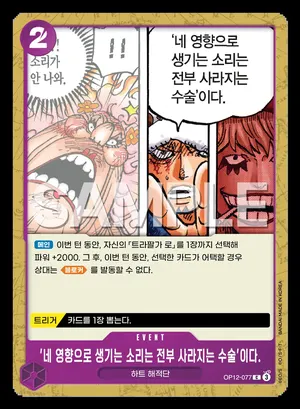 2
소리가
안 나와.
'네 영향으로
생기는 소리는
전부 사라지는
수술'이다.
SAMPLE
메인 이번 턴 동안, 자신의 「트라팔가 로」를 1장까지 선택해
파워 +2000. 그 후, 이번 턴 동안, 선택한 카드가 어택할 경우
상대는 블로커 를 발동할 수 없다.
트리거 카드를 1장 뽑는다.
EVENT
'네 영향으로 생기는 소리는 전부 사라지는 수술'이다.
하트 해적단
OP12-077